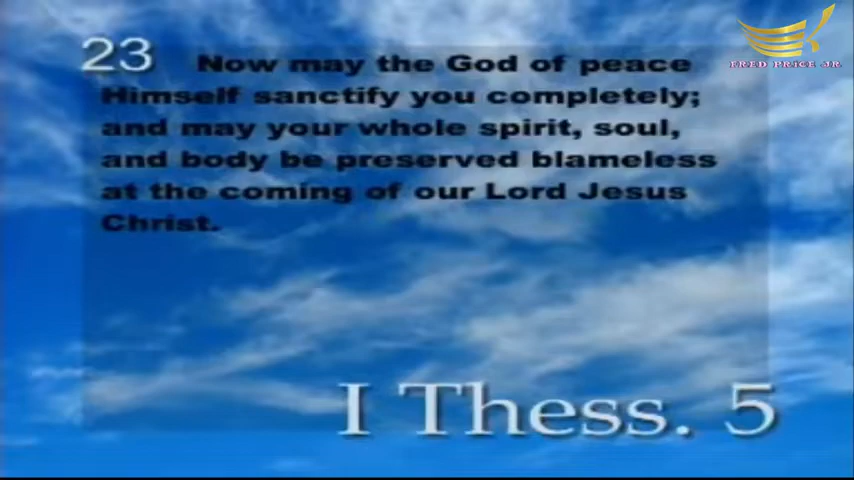 FRED PRICE JR.
23 Now may the God of peace
Himself sanctify you completely;
and may your whole spirit, soul,
and body be preserved blameless
at the coming of our Lord Jesus
Christ.
I Thess. 5